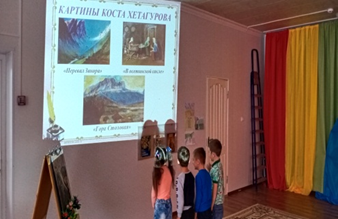 КАРТИНЫ КОСТА ХЕТАГУРОВА
«Перевал Зикара»
«В осетинской сакле»
«Гора Столовая»